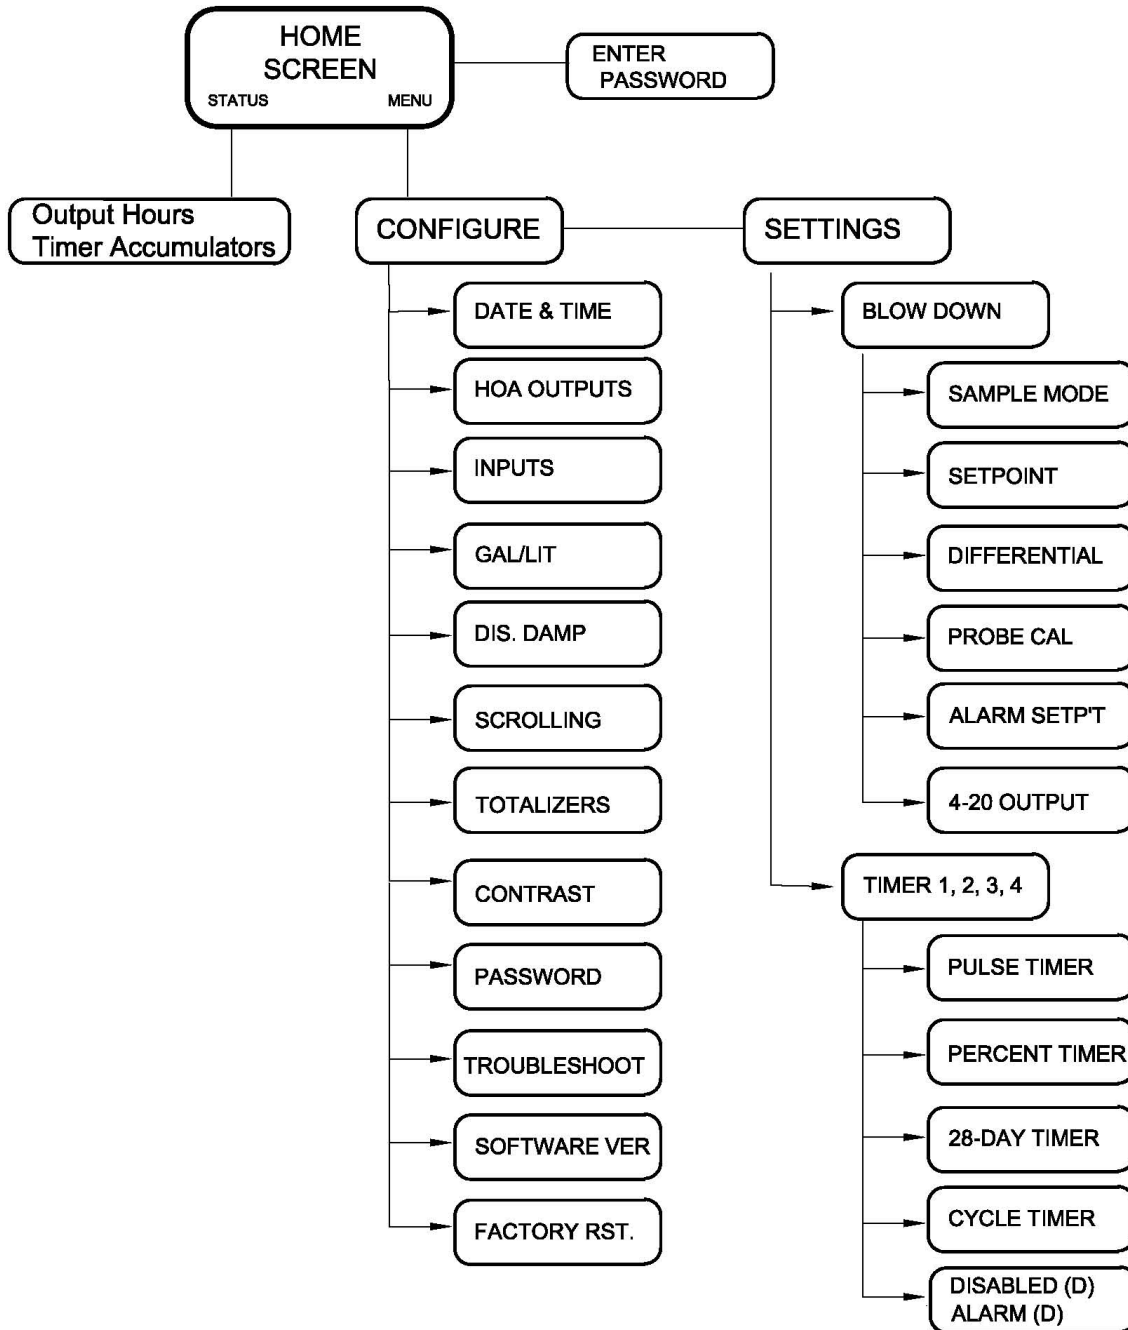 HOME
SCREEN
STATUS
MENU
ENTER
PASSWORD
Output Hours
Timer Accumulators
CONFIGURE
SETTINGS
DATE & TIME
HOA OUTPUTS
INPUTS
GAL/LIT
DIS. DAMP
SCROLLING
TOTALIZERS
CONTRAST
PASSWORD
TROUBLESHOOT
SOFTWARE VER
FACTORY RST.
BLOW DOWN
SAMPLE MODE
SETPOINT
DIFFERENTIAL
PROBE CAL
ALARM SETP'T
4-20 OUTPUT
TIMER 1, 2, 3, 4
PULSE TIMER
PERCENT TIMER
28-DAY TIMER
CYCLE TIMER
DISABLED (D)
ALARM (D)